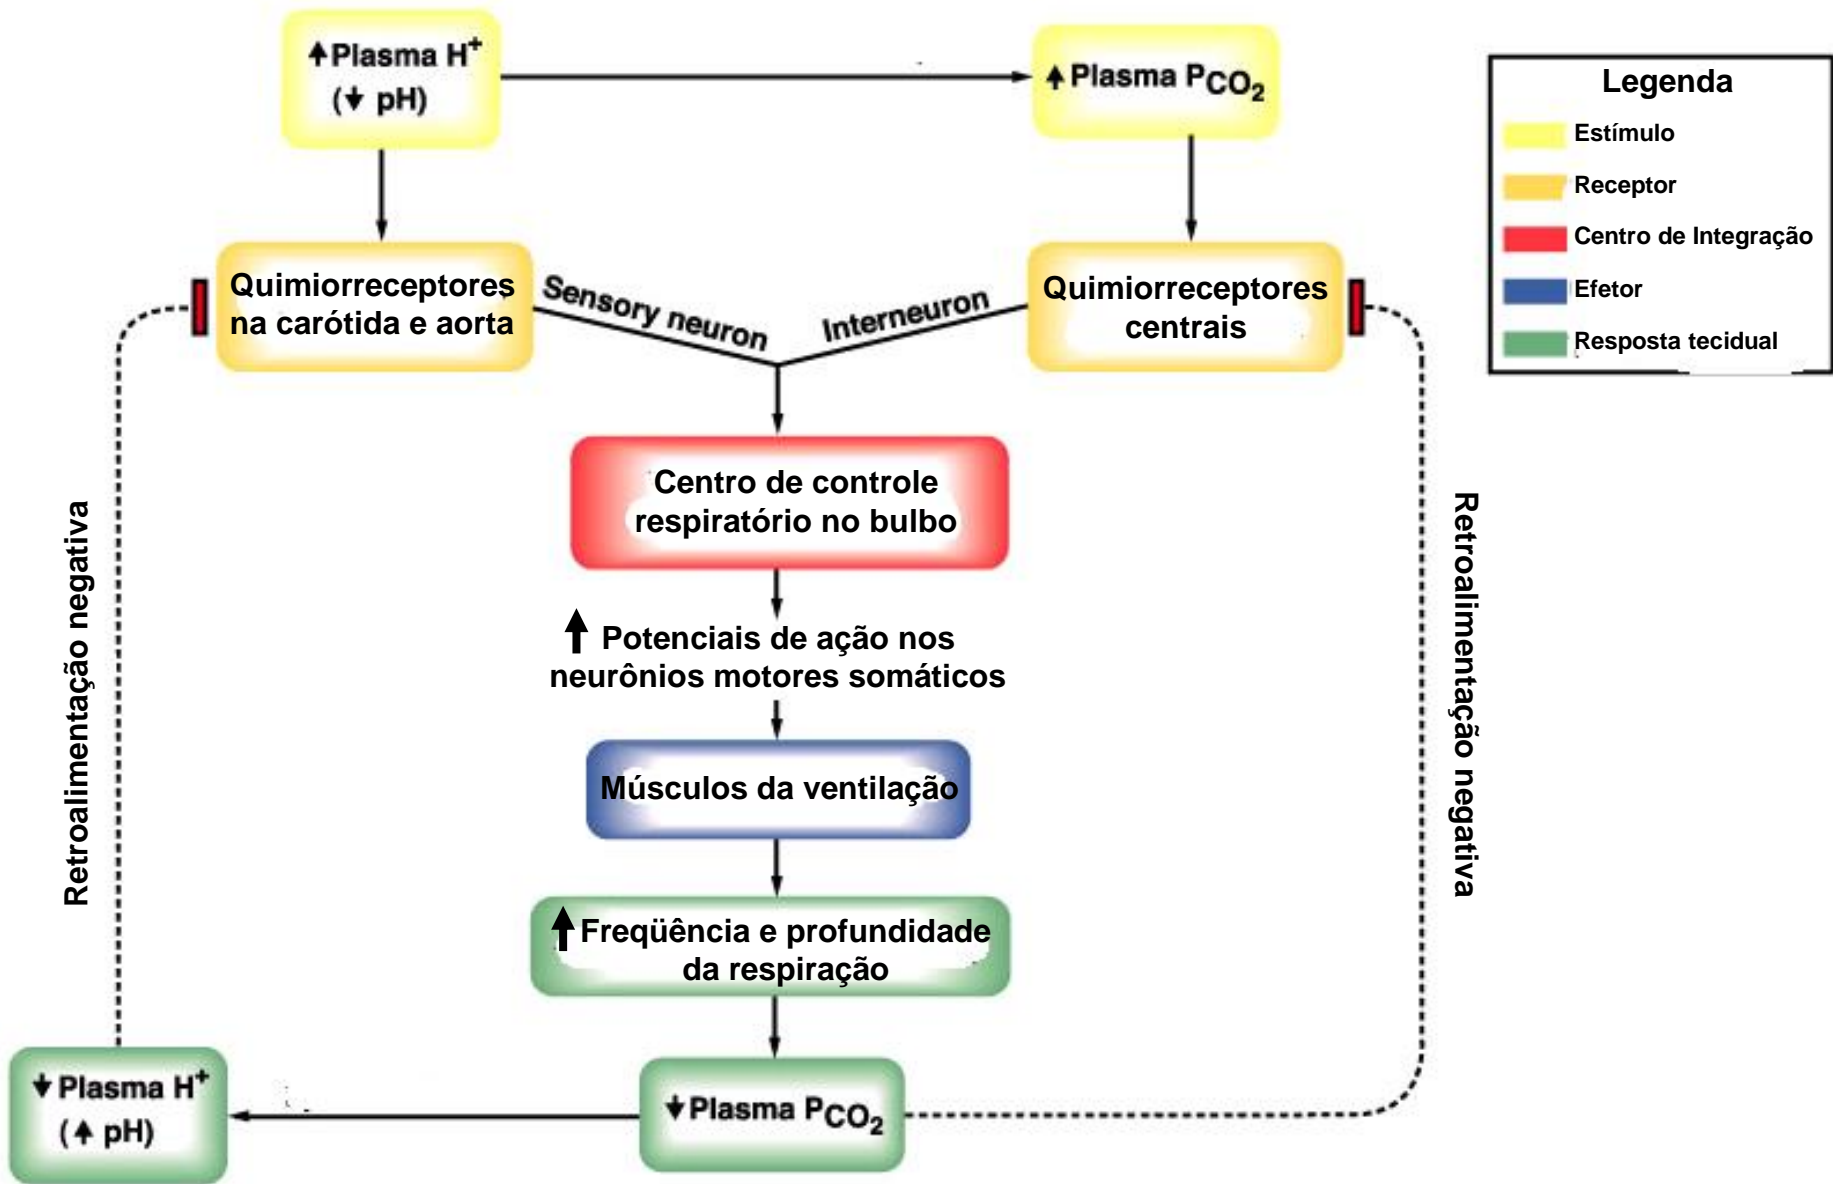 ↑Plasma H⁺
(↓ pH)
↑ Plasma PCO₂
Legenda
Estímulo
Receptor
Centro de Integração
Efetor
Resposta tecidual
Quimiorreceptores
na carótida e aorta
Sensory neuron
Interneuron
Quimiorreceptores
centrais
Centro de controle
respiratório no bulbo
↑ Potenciais de ação nos
neurônios motores somáticos
Músculos da ventilação
↑ Freqüência e profundidade
da respiração
↓ Plasma PCO₂
↓ Plasma H⁺
(↑ pH)
Retroalimentação negativa
Retroalimentação negativa